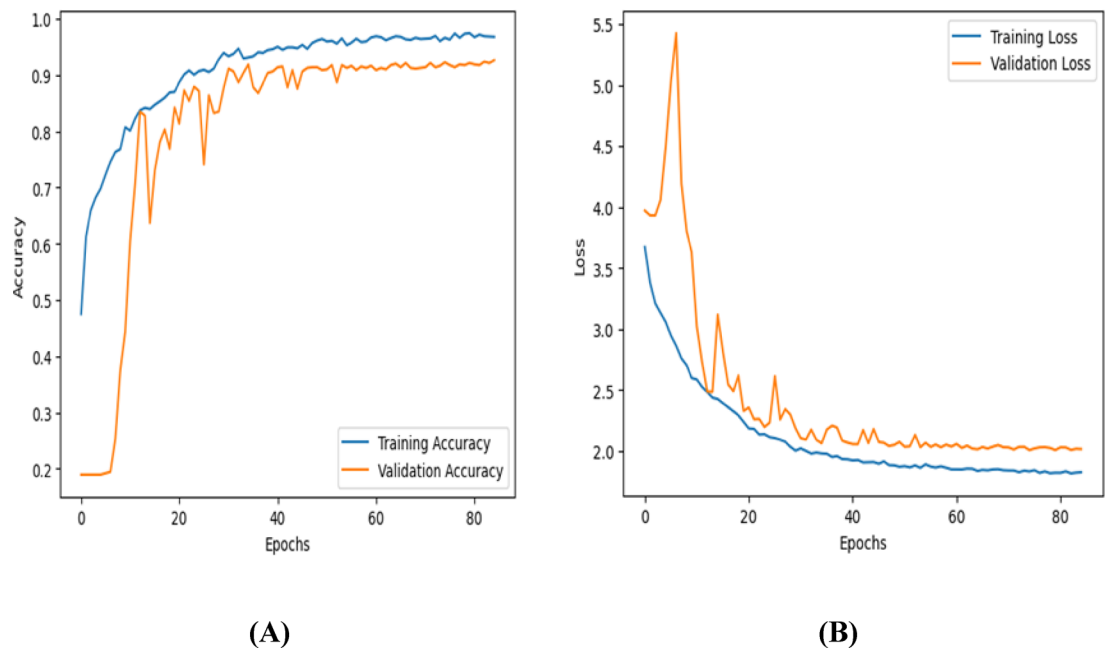 1.0
0.9
0.8
0.7
0.6
0.5
0.4
0.3
0.2
Accuracy
Training Accuracy
Validation Accuracy
0 20 40 60 80
Epochs
(A)
5.5
5.0
4.5
4.0
3.5
3.0
2.5
2.0
Loss
Training Loss
Validation Loss
0 20 40 60 80
Epochs
(B)